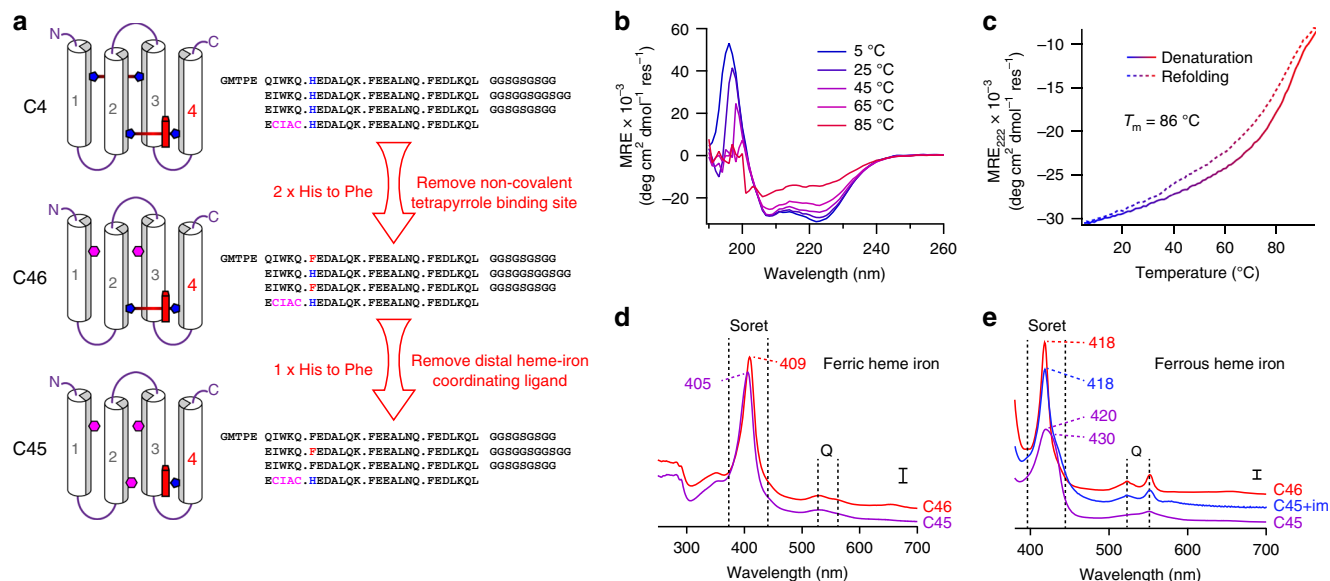 a
N
C
C4
1
2
3
4
GMTPE QIWKQ.HEDALQK.FEEALNQ.FEDLKQL GGSGSGSGG
EIWKQ.HEDALQK.FEEALNQ.FEDLKQL GGSGSGSGG
EIWKQ.HEDALQK.FEEALNQ.FEDLKQL GGSGSGSGG
ECIAC.HEDALQK.FEEALNQ.FEDLKQL
2 x His to Phe
Remove non-covalent
tetrapyrrole binding site
N
C
C46
1
2
3
4
GMTPE QIWKQ.FEDALQK.FEEALNQ.FEDLKQL GGSGSGSGG
EIWKQ.HEDALQK.FEEALNQ.FEDLKQL GGSGSGSGG
EIWKQ.FEDALQK.FEEALNQ.FEDLKQL GGSGSGSGG
ECIAC.HEDALQK.FEEALNQ.FEDLKQL
1 x His to Phe
Remove distal heme-iron
coordinating ligand
N
C
C45
1
2
3
4
GMTPE QIWKQ.FEDALQK.FEEALNQ.FEDLKQL GGSGSGSGG
EIWKQ.FEDALQK.FEEALNQ.FEDLKQL GGSGSGSGG
EIWKQ.FEDALQK.FEEALNQ.FEDLKQL GGSGSGSGG
ECIAC.HEDALQK.FEEALNQ.FEDLKQL
b
MRE × 10⁻³
(deg cm² dmol⁻¹ res⁻¹)
60
40
20
0
−20
5 °C
25 °C
45 °C
65 °C
85 °C
200
220
240
260
Wavelength (nm)
c
MRE₂₂₂ × 10⁻³
(deg cm² dmol⁻¹ res⁻¹)
−10
−15
−20
−25
−30
Denaturation
Refolding
Tₘ = 86 °C
20
40
60
80
Temperature (°C)
d
Soret
409
405
Ferric heme iron
Q
C46
C45
300
400
500
600
700
Wavelength (nm)
e
Soret
418
418
420
430
Ferrous heme iron
Q
C46
C45+im
C45
400
500
600
700
Wavelength (nm)